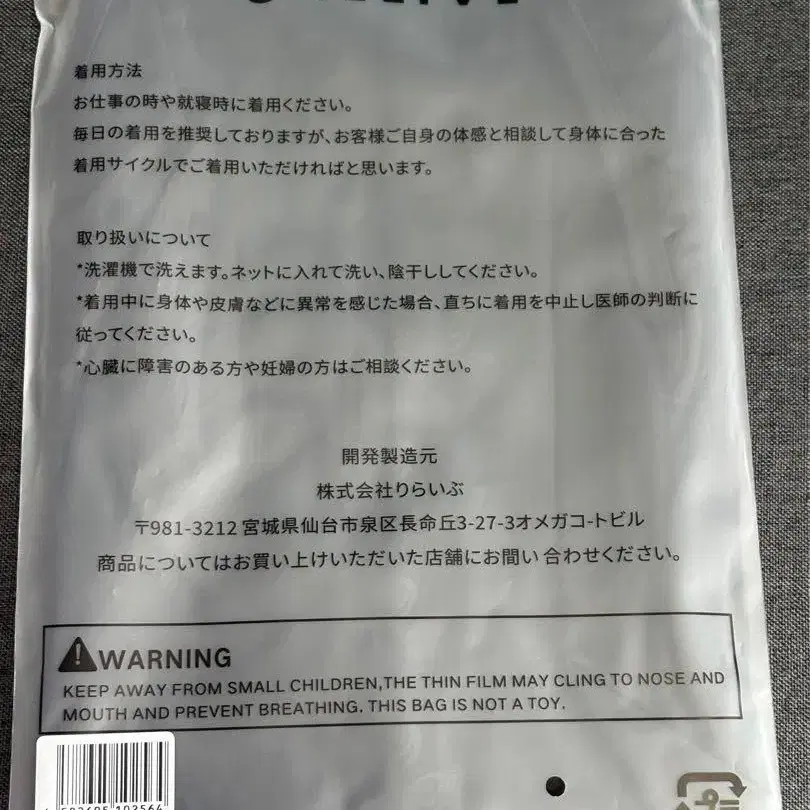 着用方法
お仕事の時や就寝時に着用ください。
毎日の着用を推奨しておりますが、お客様ご自身の体感と相談して身体に合った
着用サイクルでご着用いただければと思います。
取り扱いについて
*洗濯機で洗えます。ネットに入れて洗い、陰干ししてください。
*着用中に身体や皮膚などに異常を感じた場合、直ちに着用を中止し医師の判断に
従ってください。
*心臓に障害のある方や妊婦の方はご相談ください。
開発製造元
株式会社りらいぶ
〒981-3212 宮城県仙台市泉区長命丘3-27-3オメガコ-トビル
商品についてはお買い上げいただいた店舗にお問い 合わせください。
WARNING
KEEP AWAY FROM SMALL CHILDREN,THE THIN FILM MAY CLING TO NOSE AND
MOUTH AND PREVENT BREATHING. THIS BAG IS NOT A TOY.